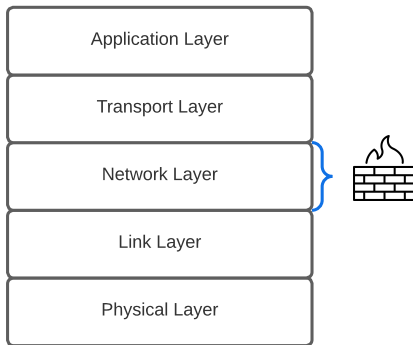 Application Layer
Transport Layer
Network Layer
Link Layer
Physical Layer